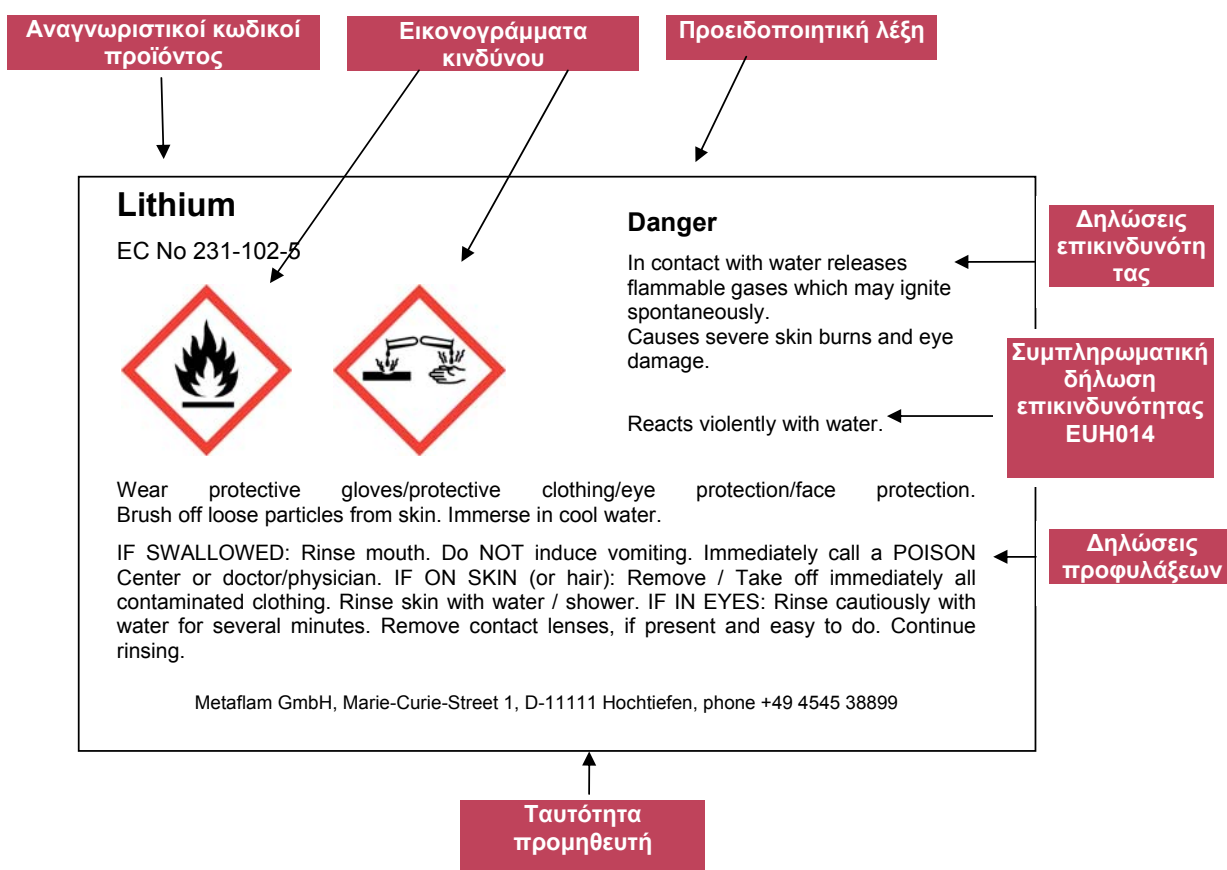 Αναγνωριστικοί κωδικοί
προϊόντος
Εικονογράμματα
κινδύνου
Προειδοποιητική λέξη
Lithium
EC No 231-102-5
Danger
In contact with water releases
flammable gases which may ignite
spontaneously.
Causes severe skin burns and eye
damage.
Reacts violently with water.
Δηλώσεις
επικινδυνότη
τας
Συμπληρωματική
δήλωση
επικινδυνότητας
EUH014
Wear protective gloves/protective clothing/eye protection/face protection.
Brush off loose particles from skin. Immerse in cool water.
IF SWALLOWED: Rinse mouth. Do NOT induce vomiting. Immediately call a POISON
Center or doctor/physician. IF ON SKIN (or hair): Remove / Take off immediately all
contaminated clothing. Rinse skin with water / shower. IF IN EYES: Rinse cautiously with
water for several minutes. Remove contact lenses, if present and easy to do. Continue
rinsing.
Δηλώσεις
προφυλάξεων
Metaflam GmbH, Marie-Curie-Street 1, D-11111 Hochtiefen, phone +49 4545 38899
Ταυτότητα
προμηθευτή